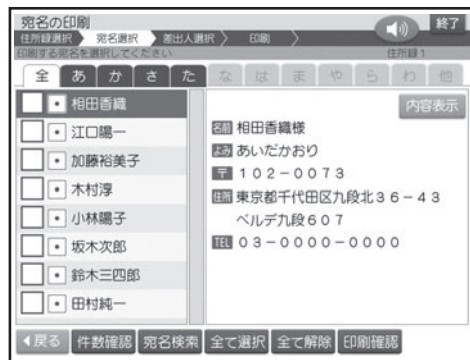 宛名の印刷
終了
住所録選択 宛名選択 差出人選択 印刷
印刷する宛名を選択してください 住所録1
全 あ か さ た な は ま や ら わ 他
相田香織
江口陽一
加藤裕美子
木村淳
小林陽子
坂木次郎
鈴木三四郎
田村純一
内容表示
名前 相田香織様
よみ あいだかおり
〒 102-0073
住所 東京都千代田区九段北36-43
ベルデ九段607
TEL 03-0000-0000
戻る 件数確認 宛名検索 全て選択 全て解除 印刷確認